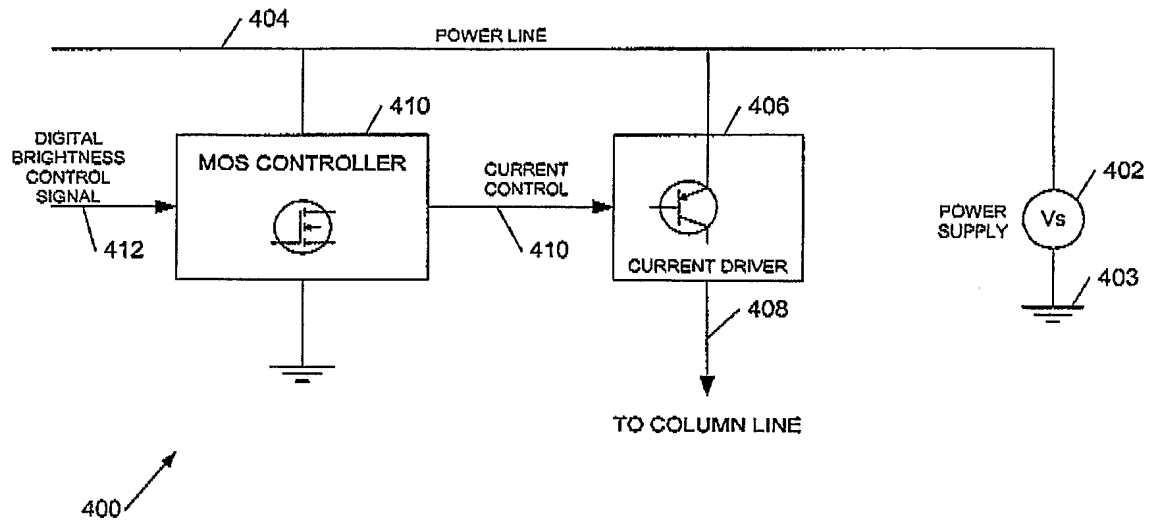 404
POWER LINE
410
406
DIGITAL
BRIGHTNESS
CONTROL
SIGNAL
MOS CONTROLLER
CURRENT
CONTROL
402
POWER
SUPPLY
Vs
412
410
CURRENT DRIVER
403
408
TO COLUMN LINE
400